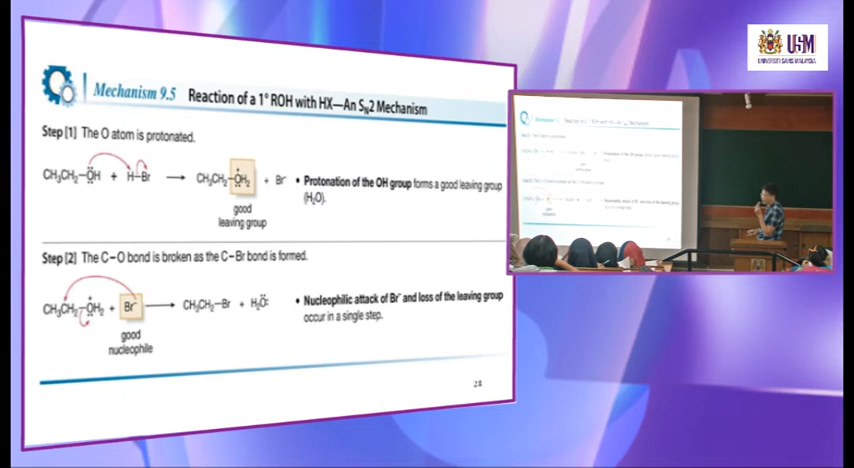 USM
UNIVERSITI SAINS MALAYSIA
Mechanism 9.5 Reaction of a 1° ROH with HX—An SN2 Mechanism
Step [1] The O atom is protonated.
CH₃CH₂–ÖH + H–Br → CH₃CH₂–OH₂ + Br⁻
good
leaving group
• Protonation of the OH group forms a good leaving group
(H₂O).
Step [2] The C–O bond is broken as the C–Br bond is formed.
CH₃CH₂–OH₂ + Br⁻ → CH₃CH₂–Br + H₂Ö:
good
nucleophile
• Nucleophilic attack of Br⁻ and loss of the leaving group
occur in a single step.
28